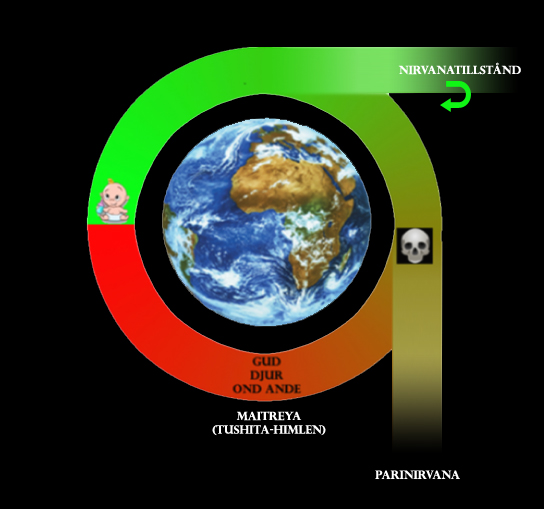 NIRVANATILLSTÅND
GUD
DJUR
OND ANDE
MAITREYA
(TUSHITA-HIMLEN)
PARINIRVANA